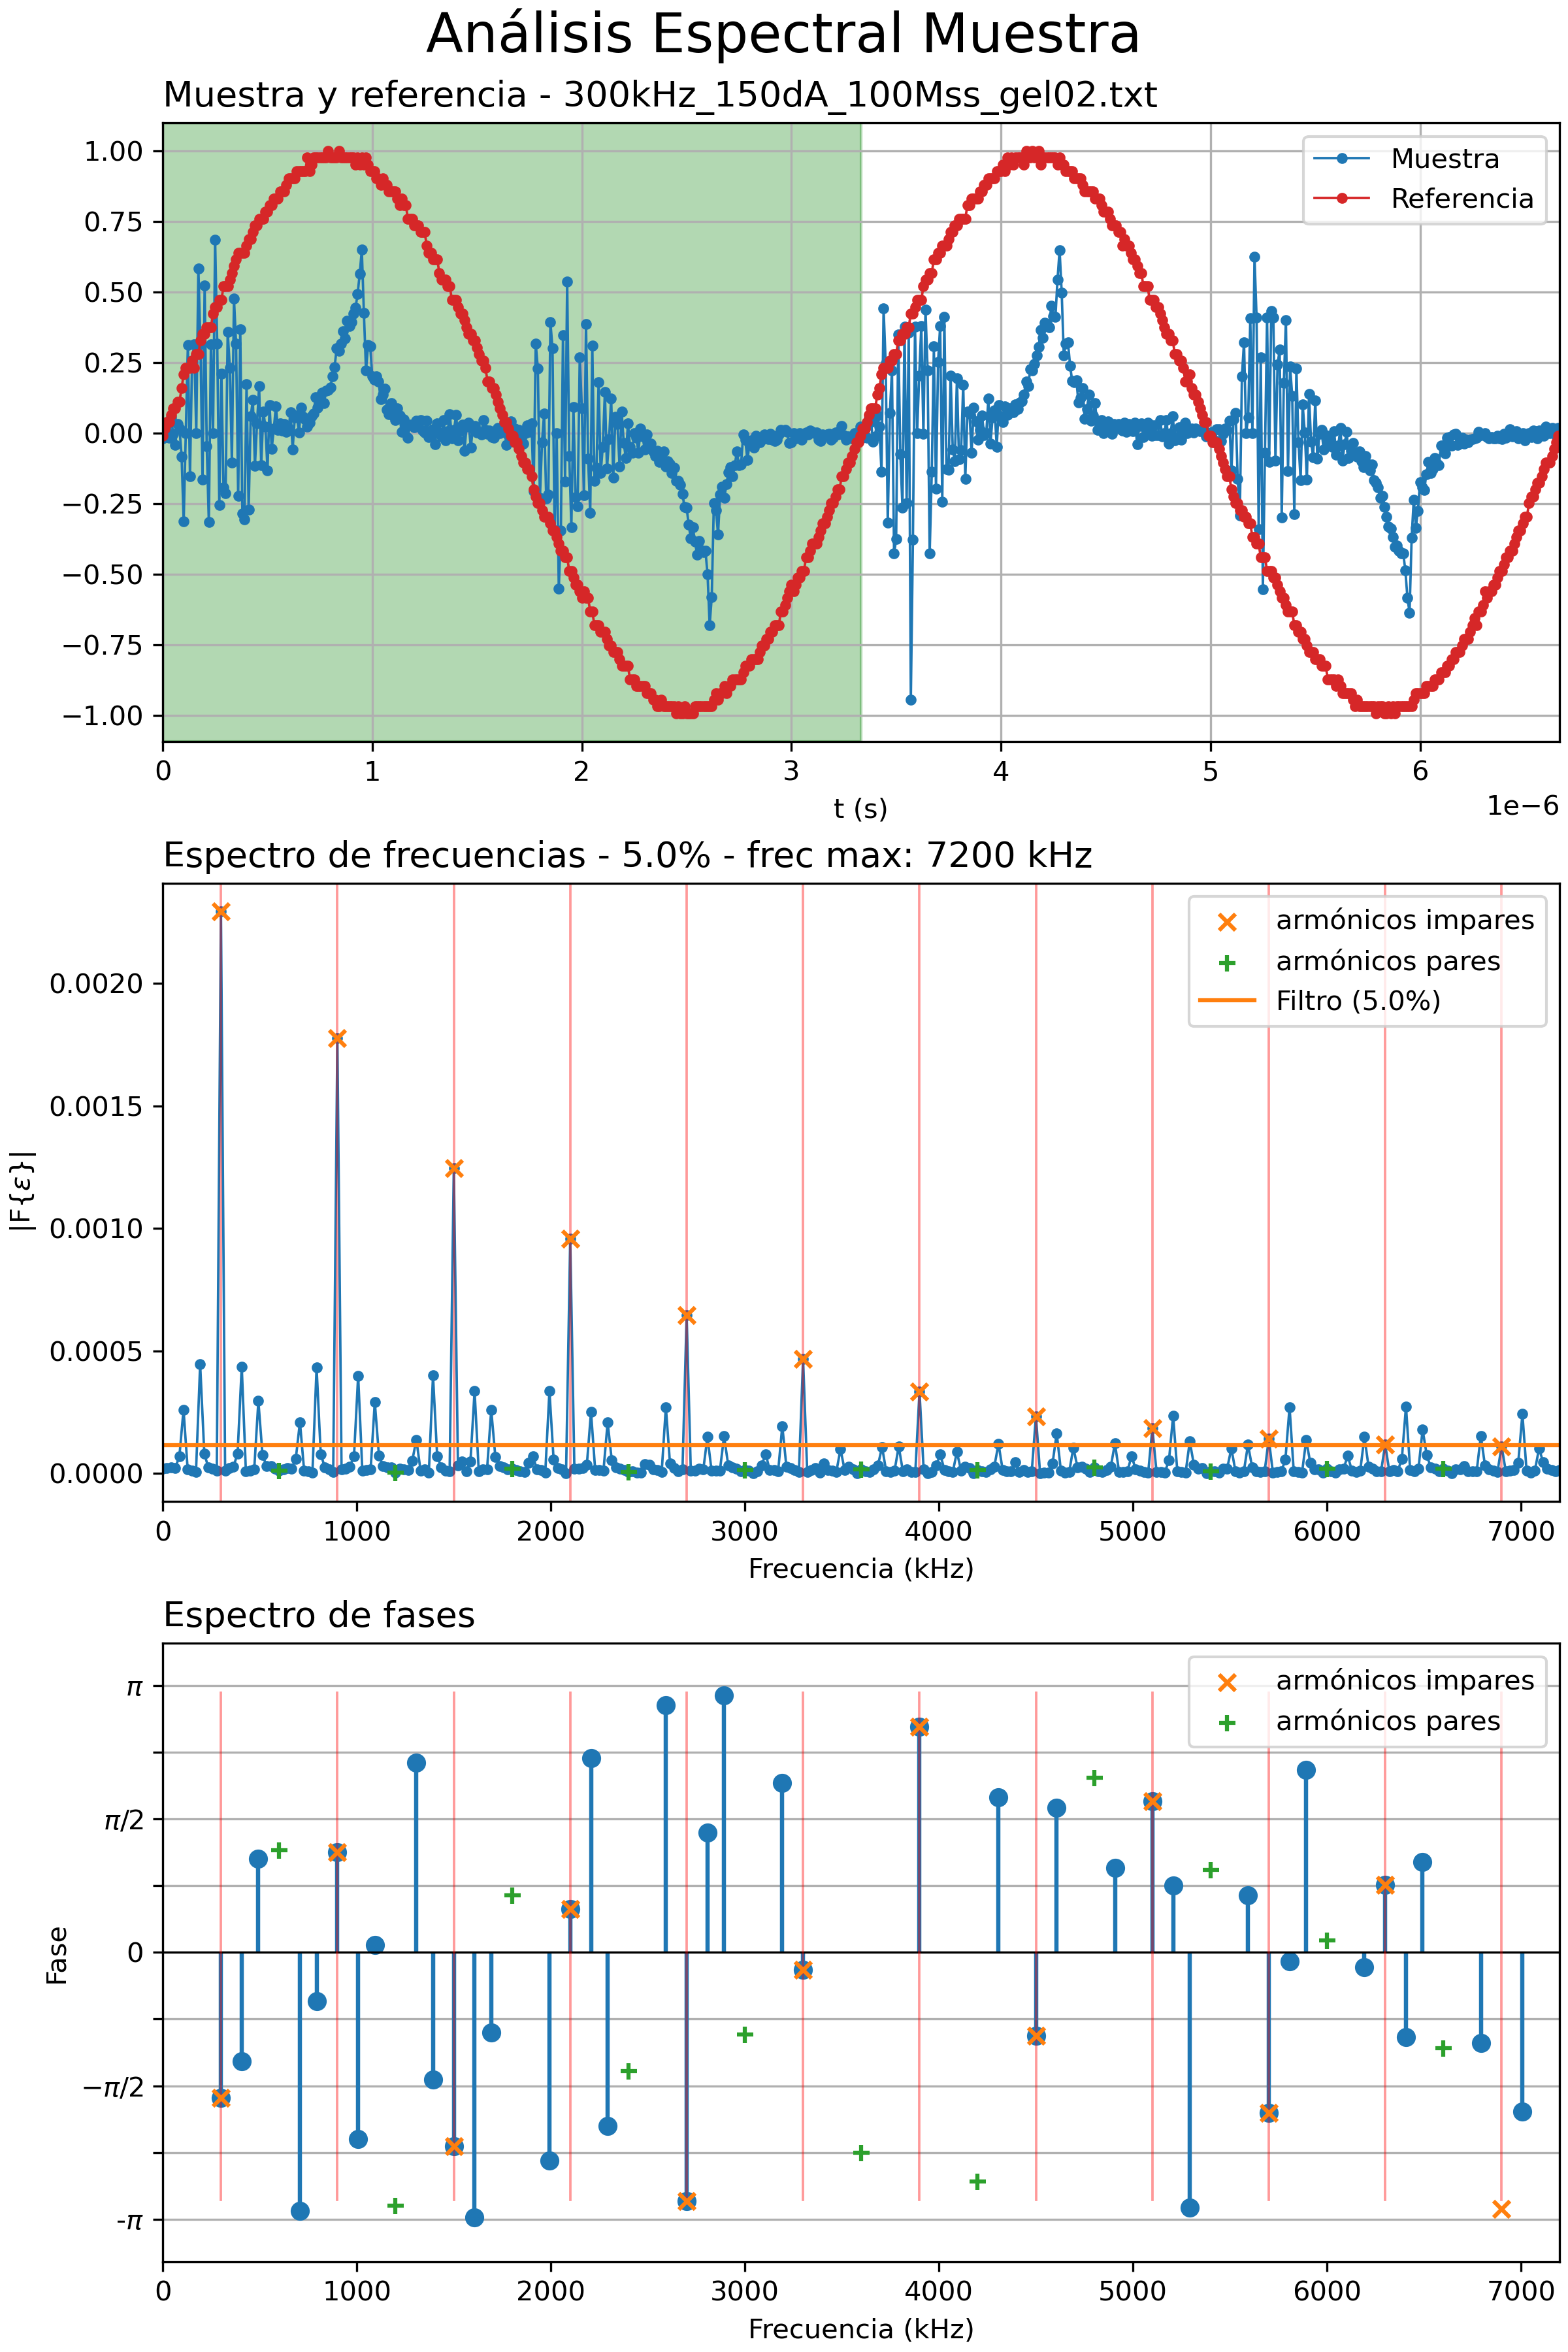 Análisis Espectral Muestra
Muestra y referencia - 300kHz_150dA_100Mss_gel02.txt
1.00
0.75
0.50
0.25
0.00
−0.25
−0.50
−0.75
−1.00
Muestra
Referencia
0 1 2 3 4 5 6
t (s)
1e−6
Espectro de frecuencias - 5.0% - frec max: 7200 kHz
|F{ε}|
0.0020
0.0015
0.0010
0.0005
0.0000
armónicos impares
armónicos pares
Filtro (5.0%)
0 1000 2000 3000 4000 5000 6000 7000
Frecuencia (kHz)
Espectro de fases
Fase
π
π/2
0
−π/2
-π
armónicos impares
armónicos pares
0 1000 2000 3000 4000 5000 6000 7000
Frecuencia (kHz)